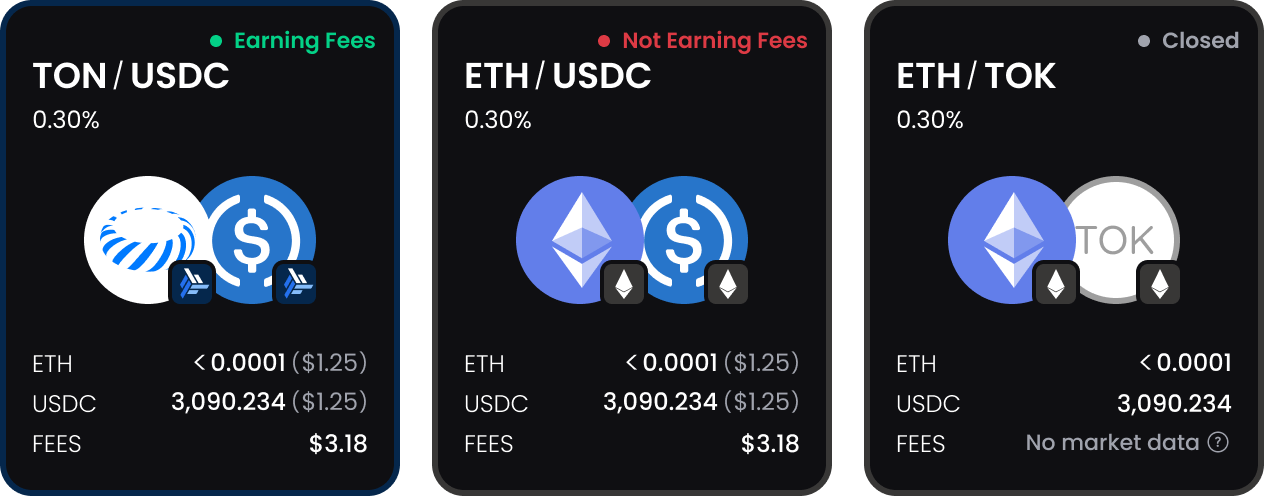 Earning Fees
TON / USDC
0.30%
ETH < 0.0001 ($1.25)
USDC 3,090.234 ($1.25)
FEES $3.18
Not Earning Fees
ETH / USDC
0.30%
ETH < 0.0001 ($1.25)
USDC 3,090.234 ($1.25)
FEES $3.18
Closed
ETH / TOK
0.30%
TOK
ETH < 0.0001
USDC 3,090.234
FEES No market data ?